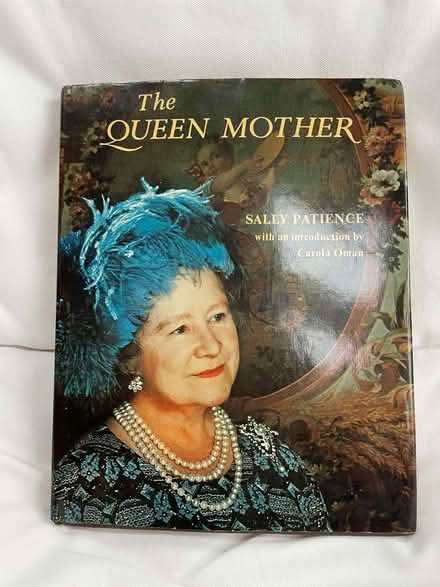 The
QUEEN MOTHER
SALLY PATIENCE
with an introduction by
Carola Oman